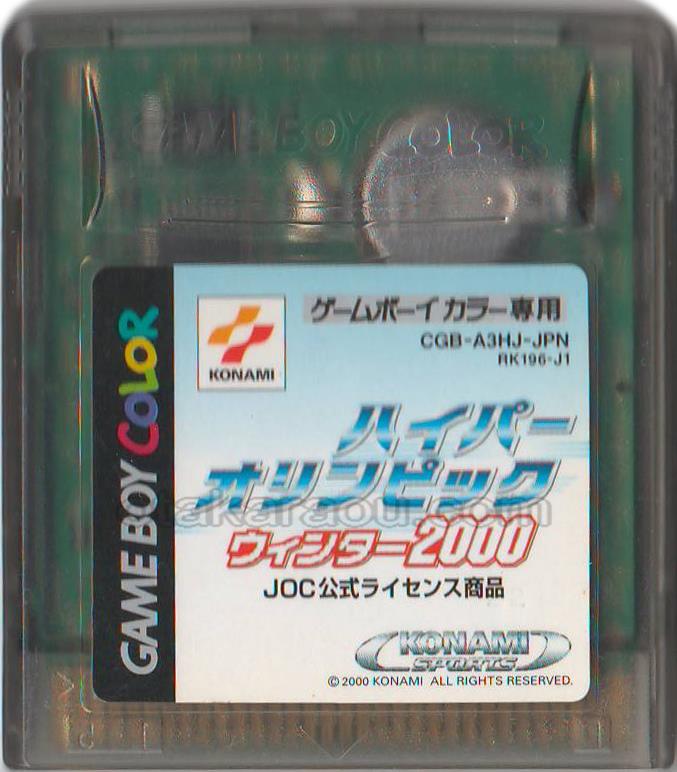 GAME BOY COLOR
GAME BOY COLOR
KONAMI
ゲームボーイカラー専用
CGB-A3HJ-JPN
RK196-J1
ハイパー
オリンピック
takaraou.com
ウィンター2000
JOC公式ライセンス商品
KONAMI
SPORTS
© 2000 KONAMI ALL RIGHTS RESERVED.